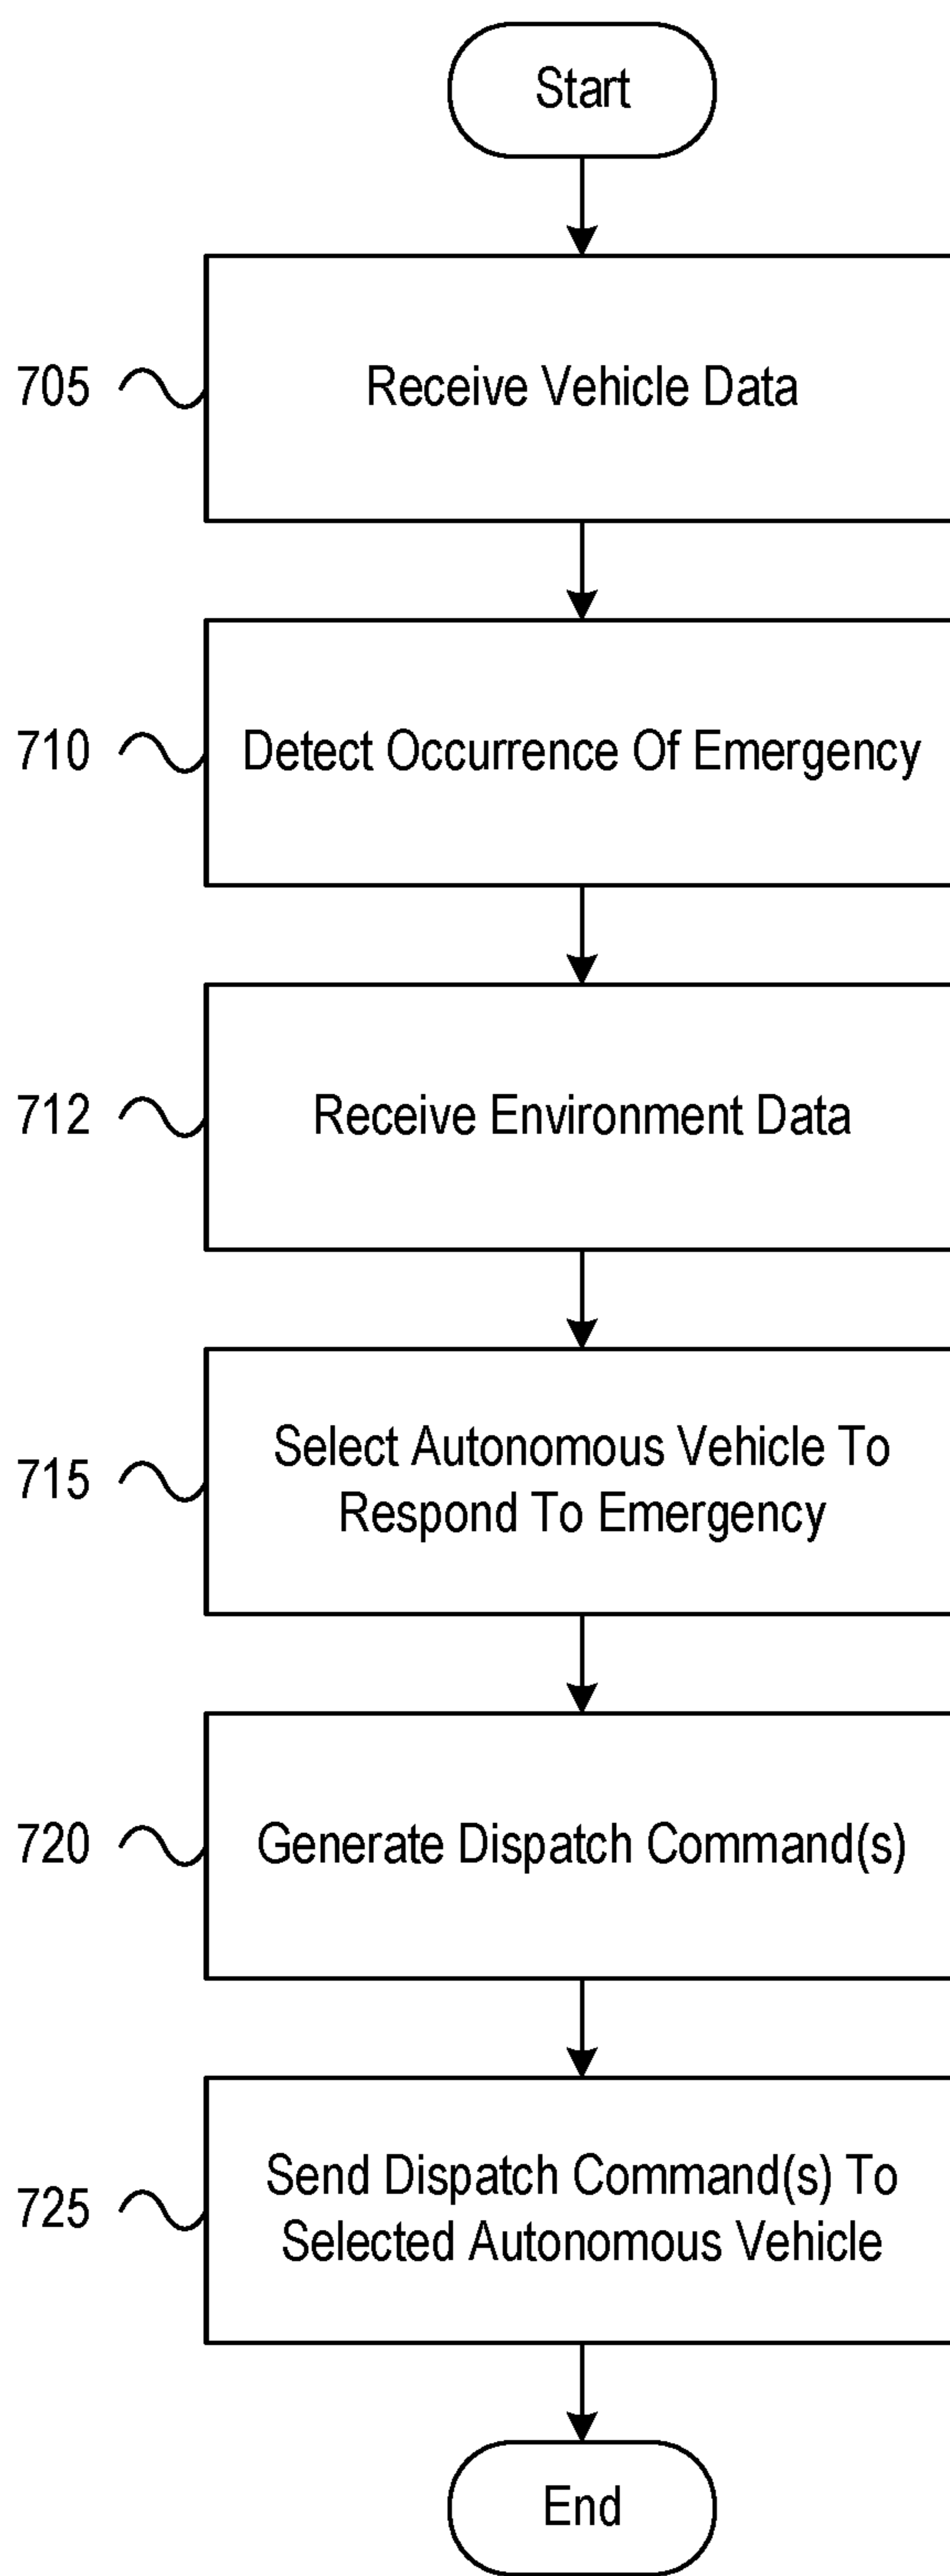 Start
705
Receive Vehicle Data
710
Detect Occurrence Of Emergency
712
Receive Environment Data
715
Select Autonomous Vehicle To
Respond To Emergency
720
Generate Dispatch Command(s)
725
Send Dispatch Command(s) To
Selected Autonomous Vehicle
End